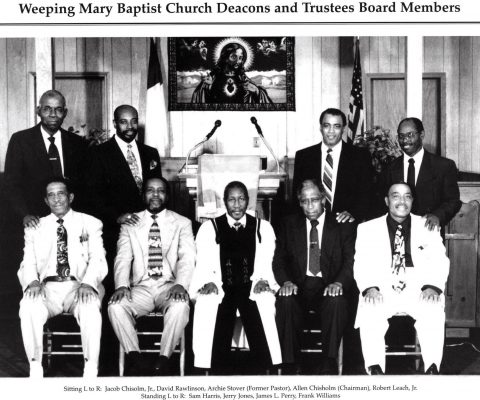 Weeping Mary Baptist Church Deacons and Trustees Board Members
Sitting L to R: Jacob Chisolm, Jr., David Rawlinson, Archie Stover (Former Pastor), Allen Chisholm (Chairman), Robert Leach, Jr.
Standing L to R: Sam Harris, Jerry Jones, James L. Perry, Frank Williams